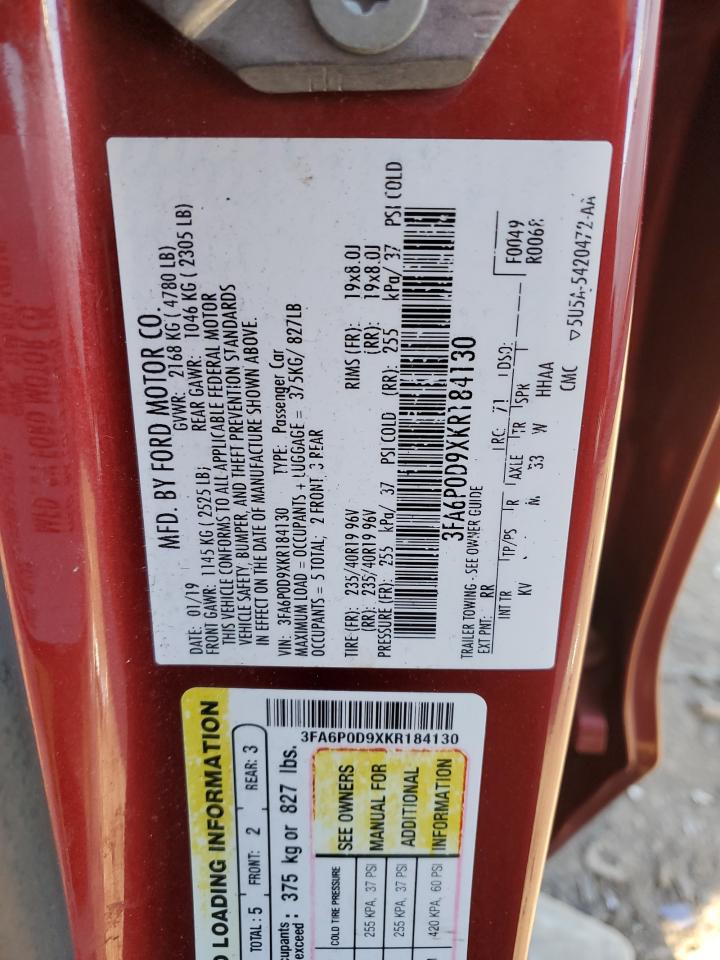 MFD. BY FORD MOTOR CO.
DATE: 01/19 GVWR: 2168 KG ( 4780 LB)
FRONT GAWR: 1145 KG ( 2525 LB); REAR GAWR: 1046 KG ( 2305 LB)
THIS VEHICLE CONFORMS TO ALL APPLICABLE FEDERAL MOTOR
VEHICLE SAFETY, BUMPER, AND THEFT PREVENTION STANDARDS
IN EFFECT ON THE DATE OF MANUFACTURE SHOWN ABOVE.
VIN: 3FA6P0D9XKR184130 TYPE: Passenger Car
MAXIMUM LOAD = OCCUPANTS + LUGGAGE = 375KG/ 827LB
OCCUPANTS = 5 TOTAL; 2 FRONT 3 REAR
TIRE (FR): 235/40R19 96V RIMS (FR): 19x8.0J
(RR): 235/40R19 96V (RR): 19x8.0J
PRESSURE (FR): 255 kPa/ 37 PSI COLD (RR): 255 kPa/ 37 PSI COLD
3FA6P0D9XKR184130
TRAILER TOWING - SEE OWNER GUIDE
EXT PNT: RR RC: 71 DSO: F0049
R0068
INT TR TP/PS R AXLE TR SPR
KV 33 W HHAA
CMC
5U5A-5420472-AA
LOADING INFORMATION
TOTAL: 5 FRONT: 2 REAR: 3
exceed: 375 kg or 827 lbs.
3FA6P0D9XKR184130
COLD TIRE PRESSURE
255 KPA, 37 PSI
255 KPA, 37 PSI
420 KPA, 60 PSI
SEE OWNERS
MANUAL FOR
ADDITIONAL
INFORMATION